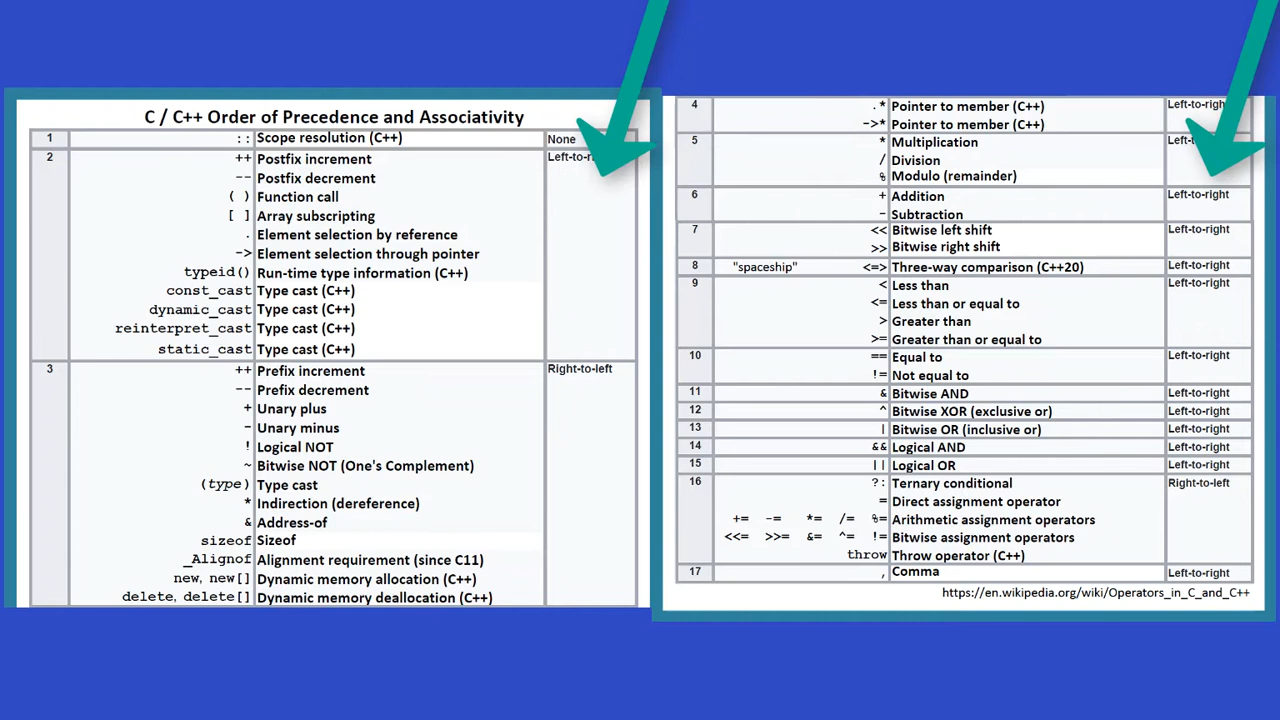 C / C++ Order of Precedence and Associativity
1 :: Scope resolution (C++) None
2 ++ Postfix increment
-- Postfix decrement
( ) Function call
[ ] Array subscripting
. Element selection by reference
-> Element selection through pointer
typeid() Run-time type information (C++)
const_cast Type cast (C++)
dynamic_cast Type cast (C++)
reinterpret_cast Type cast (C++)
static_cast Type cast (C++)
3 ++ Prefix increment Right-to-left
-- Prefix decrement
+ Unary plus
- Unary minus
! Logical NOT
~ Bitwise NOT (One's Complement)
(type) Type cast
* Indirection (dereference)
& Address-of
sizeof Sizeof
_Alignof Alignment requirement (since C11)
new, new[] Dynamic memory allocation (C++)
delete, delete[] Dynamic memory deallocation (C++)
4 .* Pointer to member (C++) Left-to-right
->* Pointer to member (C++)
5 * Multiplication
/ Division
% Modulo (remainder)
6 + Addition Left-to-right
- Subtraction
7 << Bitwise left shift Left-to-right
>> Bitwise right shift
8 "spaceship" <=> Three-way comparison (C++20) Left-to-right
9 < Less than Left-to-right
<= Less than or equal to
> Greater than
>= Greater than or equal to
10 == Equal to Left-to-right
!= Not equal to
11 & Bitwise AND Left-to-right
12 ^ Bitwise XOR (exclusive or) Left-to-right
13 | Bitwise OR (inclusive or) Left-to-right
14 && Logical AND Left-to-right
15 || Logical OR Left-to-right
16 ?: Ternary conditional Right-to-left
= Direct assignment operator
+= -= *= /= %= Arithmetic assignment operators
<<= >>= &= ^= != Bitwise assignment operators
throw Throw operator (C++)
17 , Comma Left-to-right
https://en.wikipedia.org/wiki/Operators_in_C_and_C++